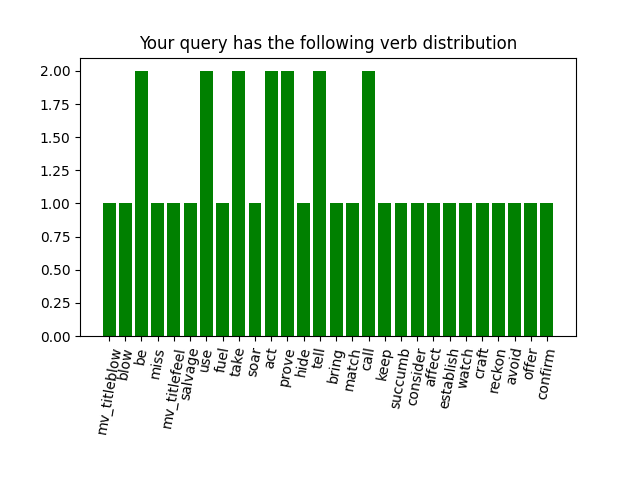 Your query has the following verb distribution
2.00
1.75
1.50
1.25
1.00
0.75
0.50
0.25
0.00
mv_titleblow
blow
be
miss
mv_titlefeel
salvage
use
fuel
take
soar
act
prove
hide
tell
bring
match
call
keep
succumb
consider
affect
establish
watch
craft
reckon
avoid
offer
confirm